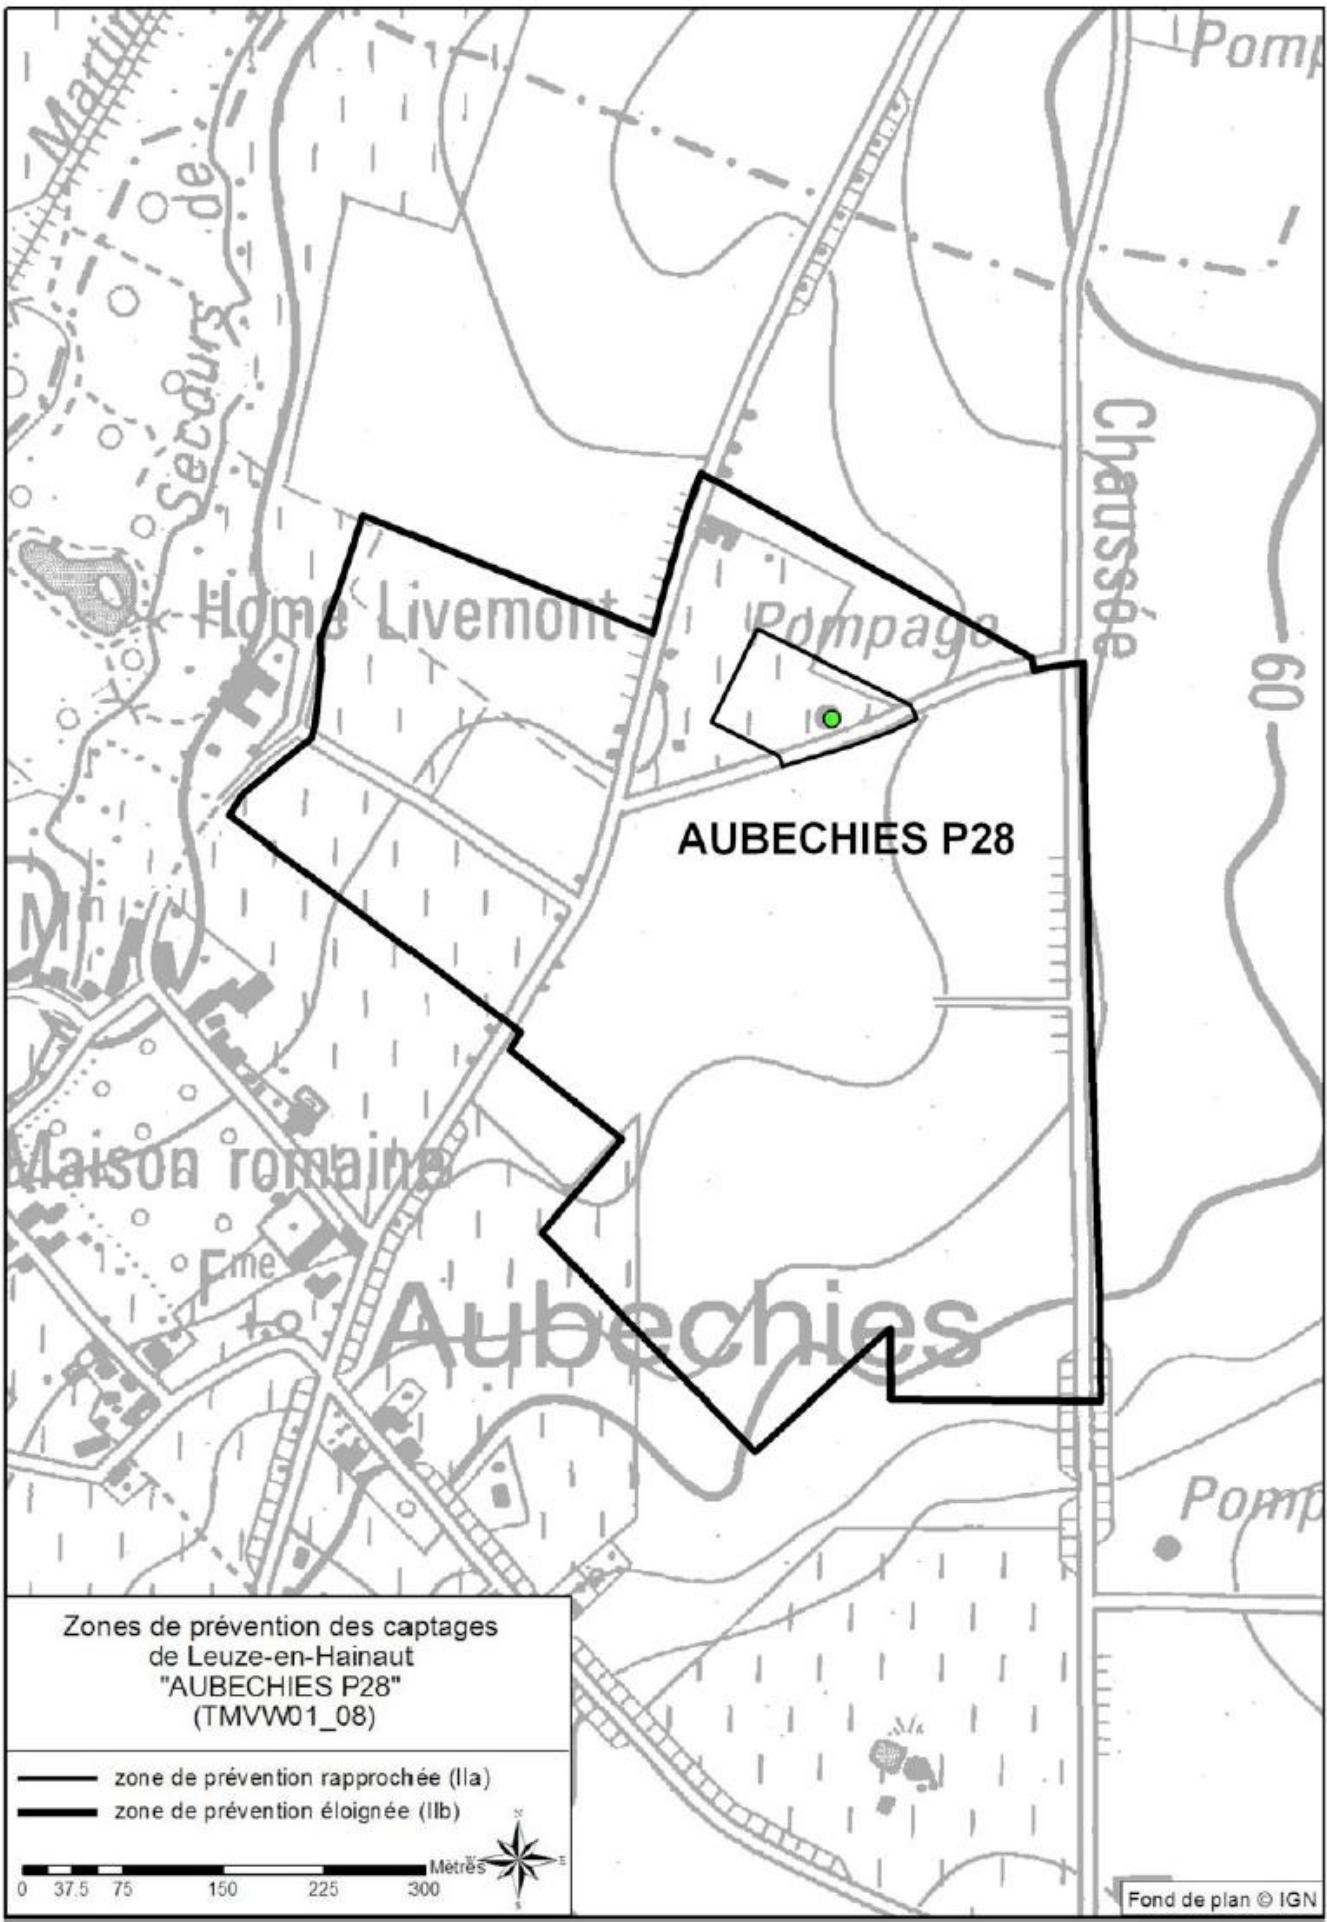 Pomp
Martin
de
Secours
Chaussée
Home Livemont
Pompage
60
AUBECHIES P28
Mⁿ
Maison romaine
Fme
Aubechies
Pomp
Zones de prévention des captages
de Leuze-en-Hainaut
"AUBECHIES P28"
(TMVW01_08)
zone de prévention rapprochée (IIa)
zone de prévention éloignée (IIb)
N
Mètres W E
S
0 37.5 75 150 225 300
Fond de plan © IGN